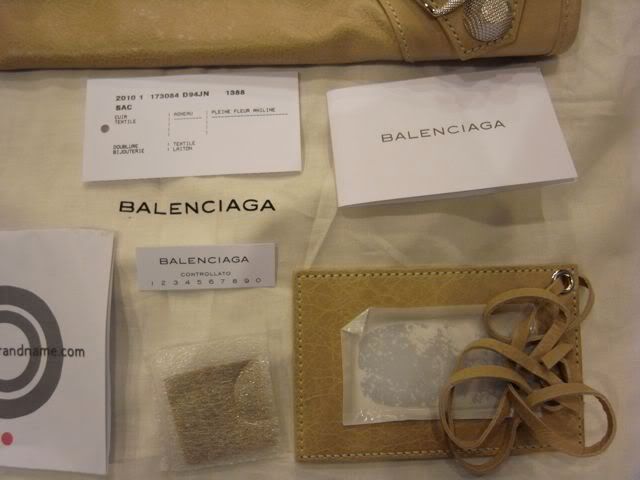 2010 1 173084 D94JN 1388
SAC
CUIR AGNEAU PLEINE FLEUR ANILINE
TEXTILE
DOUBLURE TEXTILE
BIJOUTERIE LAITON
BALENCIAGA
BALENCIAGA
BALENCIAGA
CONTROLLATO
1 2 3 4 5 6 7 8 9 0
randname.com